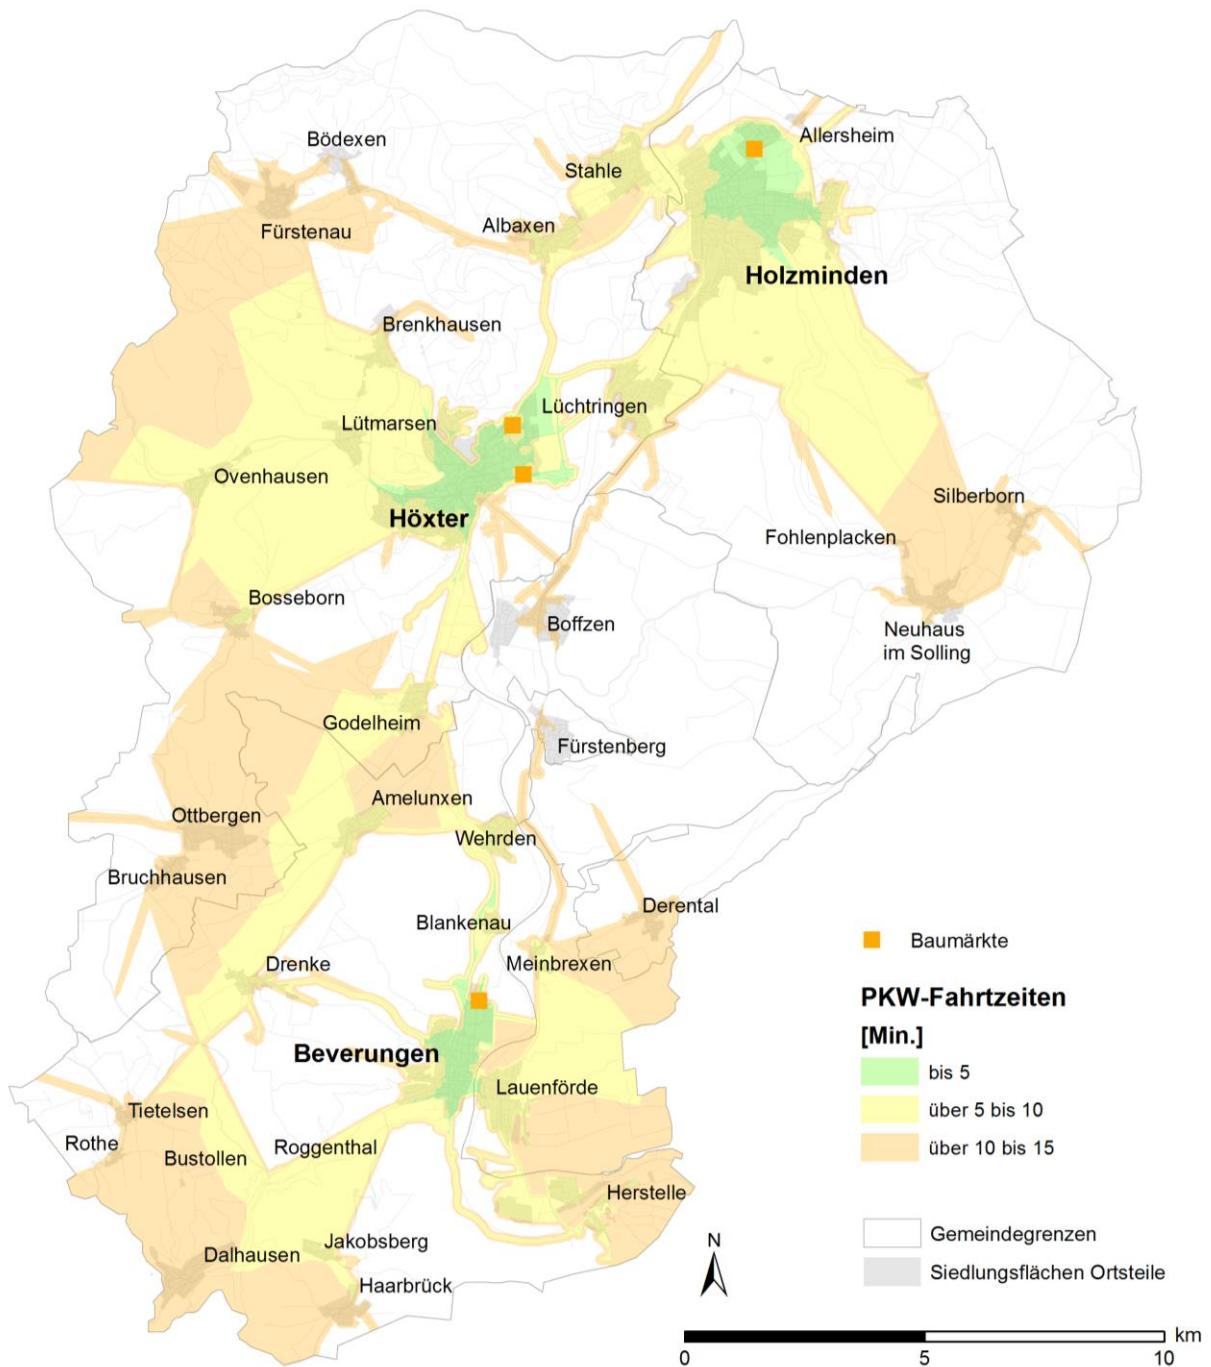 Bödexen
Allersheim
Stahle
Albaxen
Fürstenau
Holzminden
Brenkhausen
Lüchtringen
Lütmarsen
Ovenhausen
Silberborn
Höxter
Fohlenplacken
Bosseborn
Boffzen
Neuhaus
im Solling
Godelheim
Fürstenberg
Amelunxen
Ottbergen
Wehrden
Bruchhausen
Derental
Blankenau
Drenke
Meinbrexen
Beverungen
Lauenförde
Tietelsen
Rothe
Roggenthal
Bustollen
Herstelle
Jakobsberg
Dalhausen
Haarbrück
Baumärkte
PKW-Fahrtzeiten
[Min.]
bis 5
über 5 bis 10
über 10 bis 15
Gemeindegrenzen
Siedlungsflächen Ortsteile
N
km
0 5 10